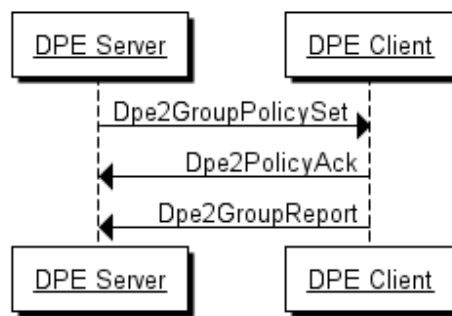 DPE Server
DPE Client
Dpe2GroupPolicySet
Dpe2PolicyAck
Dpe2GroupReport
DPE Server
DPE Client